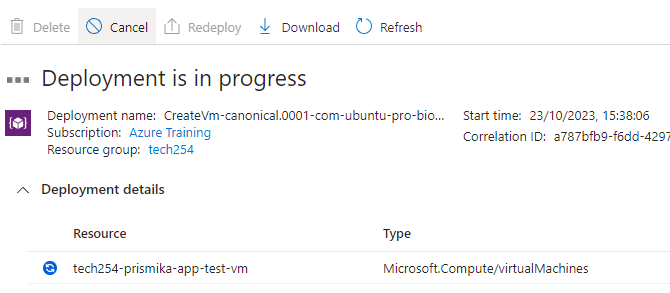 Delete Cancel Redeploy Download Refresh
Deployment is in progress
Deployment name: CreateVm-canonical.0001-com-ubuntu-pro-bio... Start time: 23/10/2023, 15:38:06
Subscription: Azure Training Correlation ID: a787bfb9-f6dd-4297
Resource group: tech254
Deployment details
Resource Type
tech254-prismika-app-test-vm Microsoft.Compute/virtualMachines